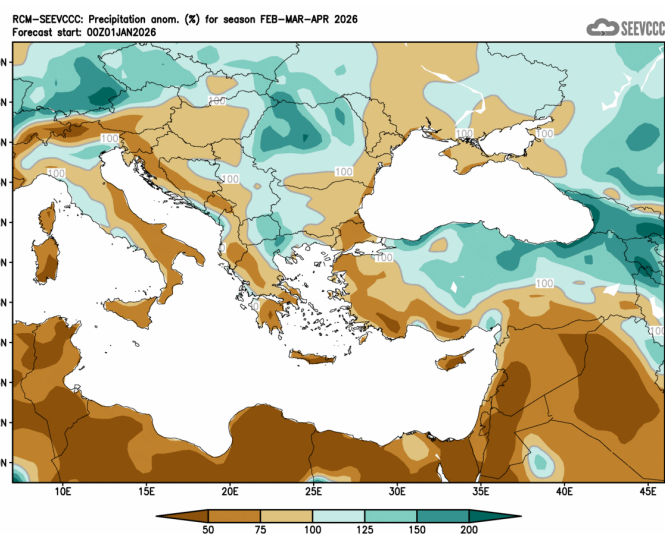 RCM-SEEVCCC: Precipitation anom. (%) for season FEB-MAR-APR 2026
Forecast start: 00Z01JAN2026
SEEVCCC
N
N
100
N
100
100
100
N
100
100
100
N
N
N
100
N
100
N
100
N
N
N
10E 15E 20E 25E 30E 35E 40E 45E
50 75 100 125 150 200